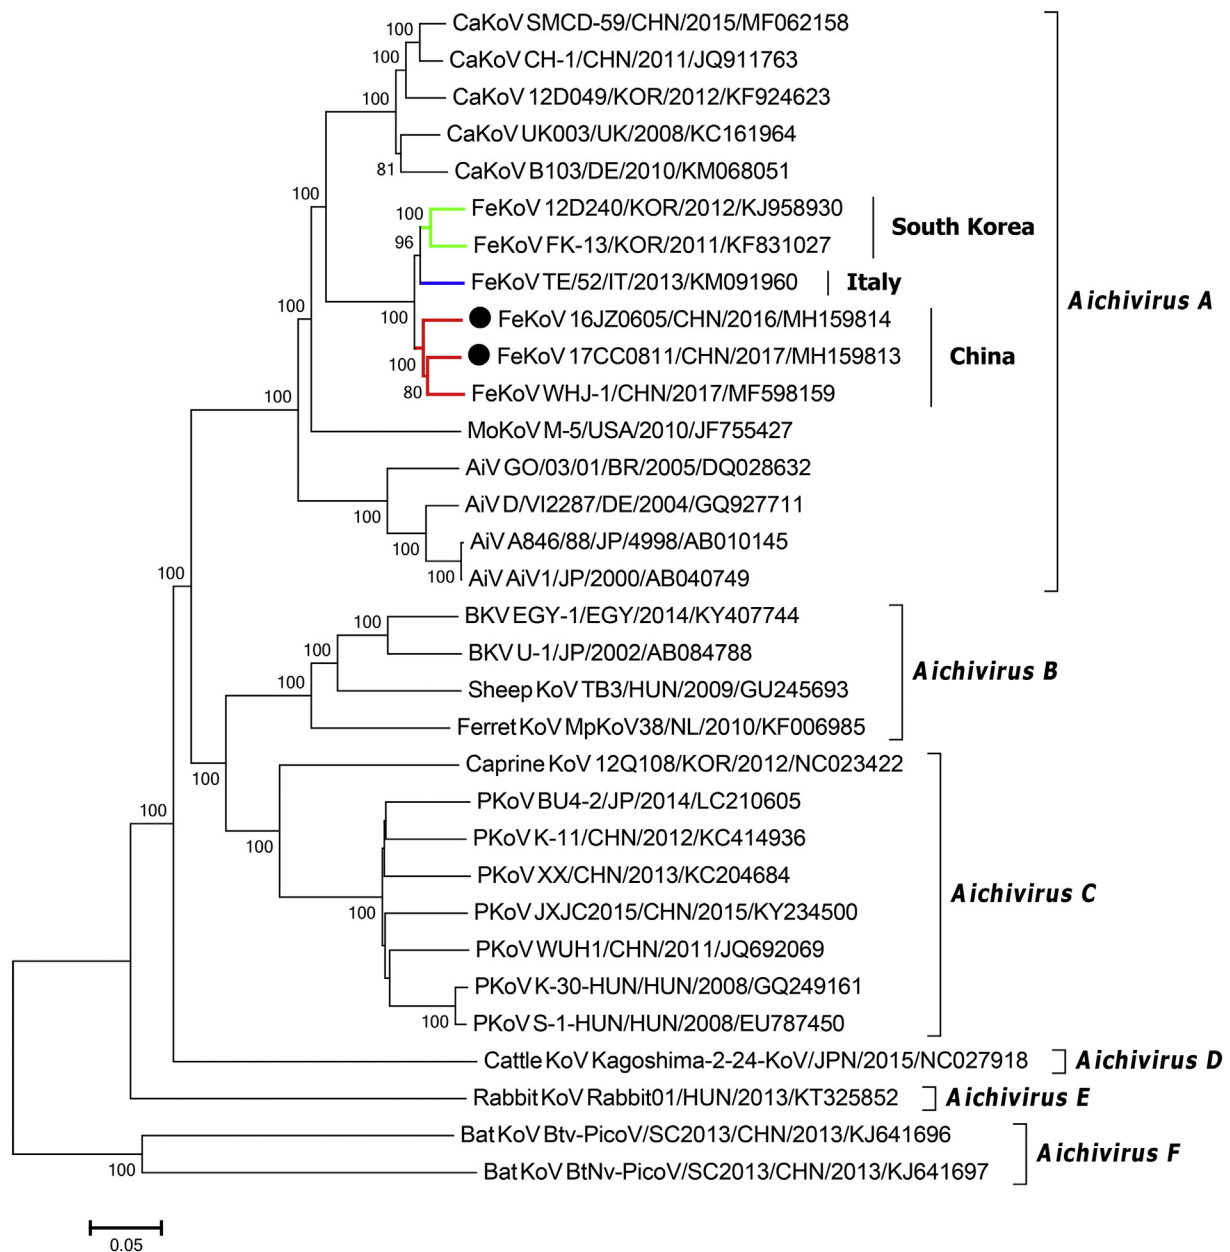 100
CaKoV SMCD-59/CHN/2015/MF062158
100
CaKoV CH-1/CHN/2011/JQ911763
100
CaKoV 12D049/KOR/2012/KF924623
CaKoV UK003/UK/2008/KC161964
81
CaKoV B103/DE/2010/KM068051
100
100
FeKoV 12D240/KOR/2012/KJ958930
South Korea
96
FeKoV FK-13/KOR/2011/KF831027
FeKoV TE/52/IT/2013/KM091960
Italy
Aichivirus A
100
100
FeKoV 16JZ0605/CHN/2016/MH159814
100
FeKoV 17CC0811/CHN/2017/MH159813
China
80
FeKoV WHJ-1/CHN/2017/MF598159
100
MoKoV M-5/USA/2010/JF755427
AiV GO/03/01/BR/2005/DQ028632
100
AiV D/VI2287/DE/2004/GQ927711
100
AiV A846/88/JP/4998/AB010145
100
AiV AiV1/JP/2000/AB040749
100
100
BKV EGY-1/EGY/2014/KY407744
100
BKV U-1/JP/2002/AB084788
Aichivirus B
100
Sheep KoV TB3/HUN/2009/GU245693
Ferret KoV MpKoV38/NL/2010/KF006985
100
Caprine KoV 12Q108/KOR/2012/NC023422
100
PKoV BU4-2/JP/2014/LC210605
100
PKoV K-11/CHN/2012/KC414936
PKoV XX/CHN/2013/KC204684
Aichivirus C
100
PKoV JXJC2015/CHN/2015/KY234500
PKoV WUH1/CHN/2011/JQ692069
PKoV K-30-HUN/HUN/2008/GQ249161
100
PKoV S-1-HUN/HUN/2008/EU787450
Cattle KoV Kagoshima-2-24-KoV/JPN/2015/NC027918
Aichivirus D
Rabbit KoV Rabbit01/HUN/2013/KT325852
Aichivirus E
Bat KoV Btv-PicoV/SC2013/CHN/2013/KJ641696
Aichivirus F
100
Bat KoV BtNv-PicoV/SC2013/CHN/2013/KJ641697
0.05